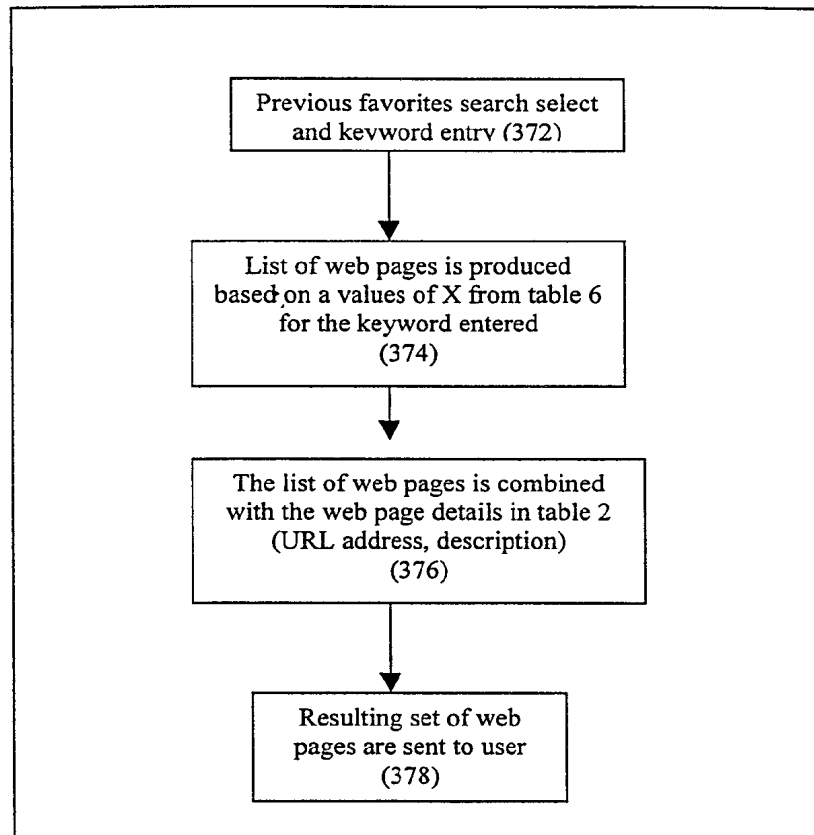 Previous favorites search select
and keyword entry (372)
List of web pages is produced
based on a values of X from table 6
for the keyword entered
(374)
The list of web pages is combined
with the web page details in table 2
(URL address, description)
(376)
Resulting set of web
pages are sent to user
(378)